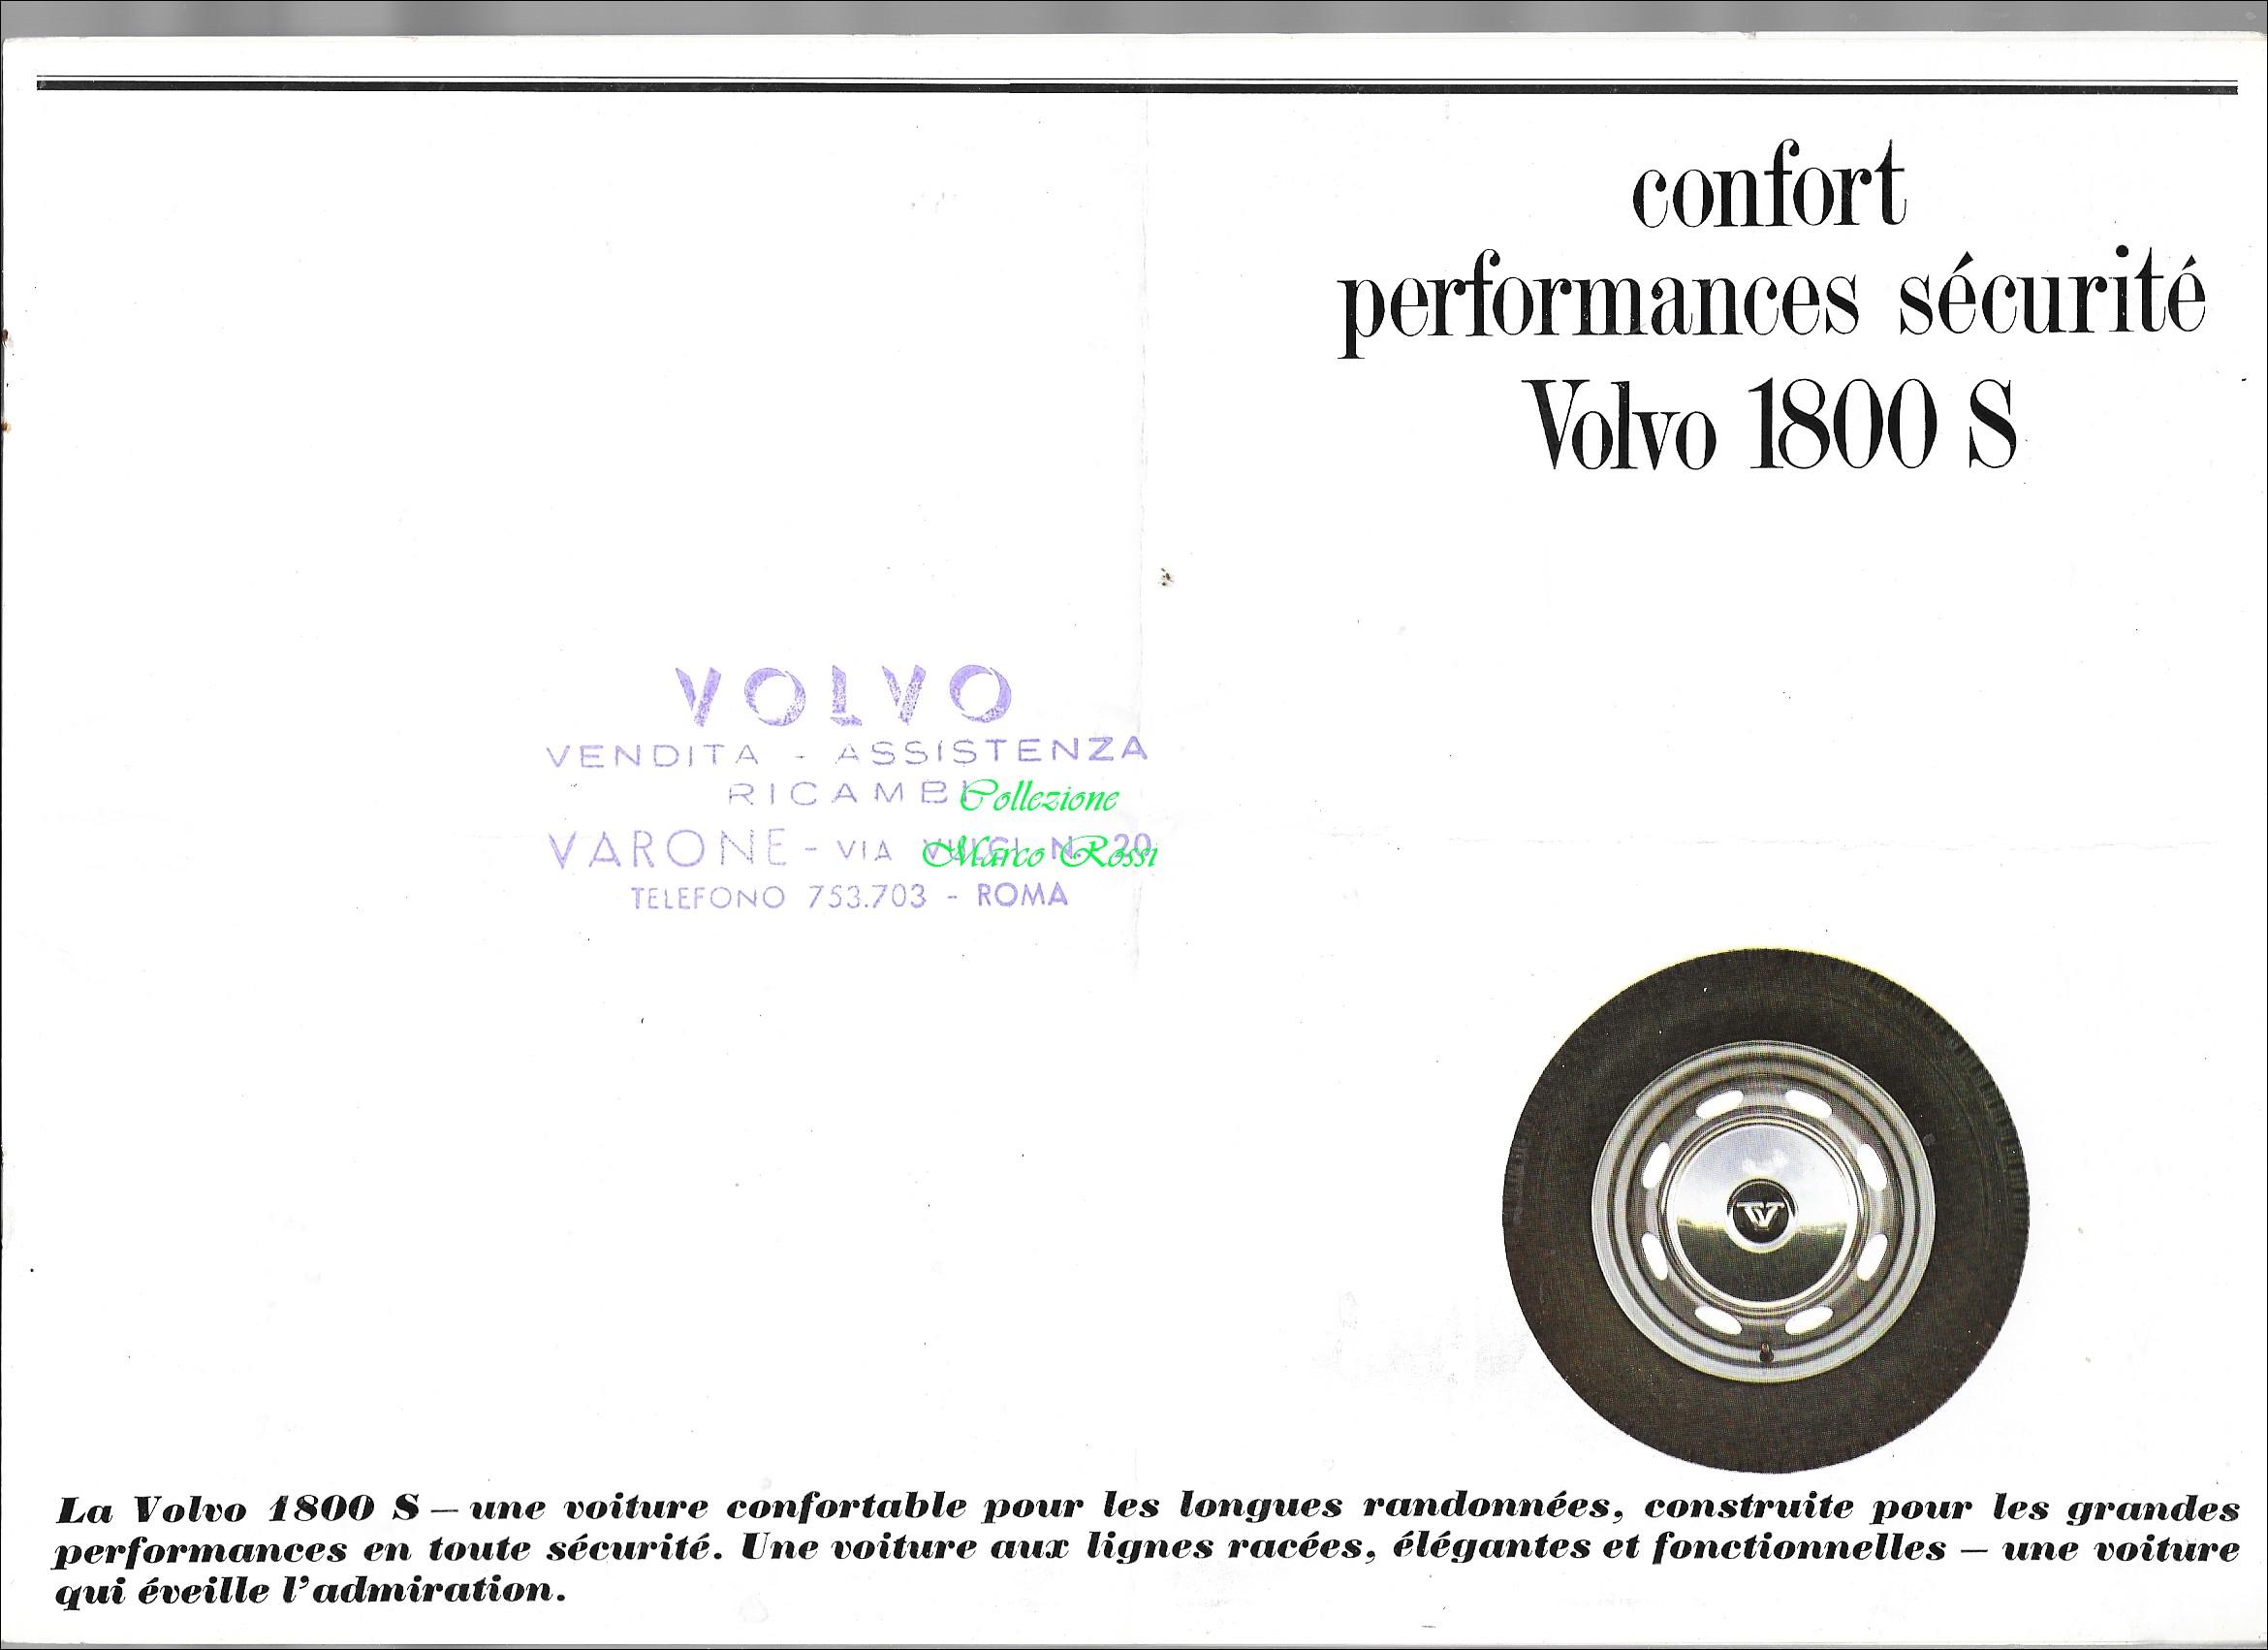 confort
performances sécurité
Volvo 1800 S
VOLVO
VENDITA - ASSISTENZA
RICAMBI
Collezione
VARONE - VIA VULCI N. 20
Marco Rossi
TELEFONO 753.703 - ROMA
La Volvo 1800 S – une voiture confortable pour les longues randonnées, construite pour les grandes
performances en toute sécurité. Une voiture aux lignes racées, élégantes et fonctionnelles – une voiture
qui éveille l'admiration.